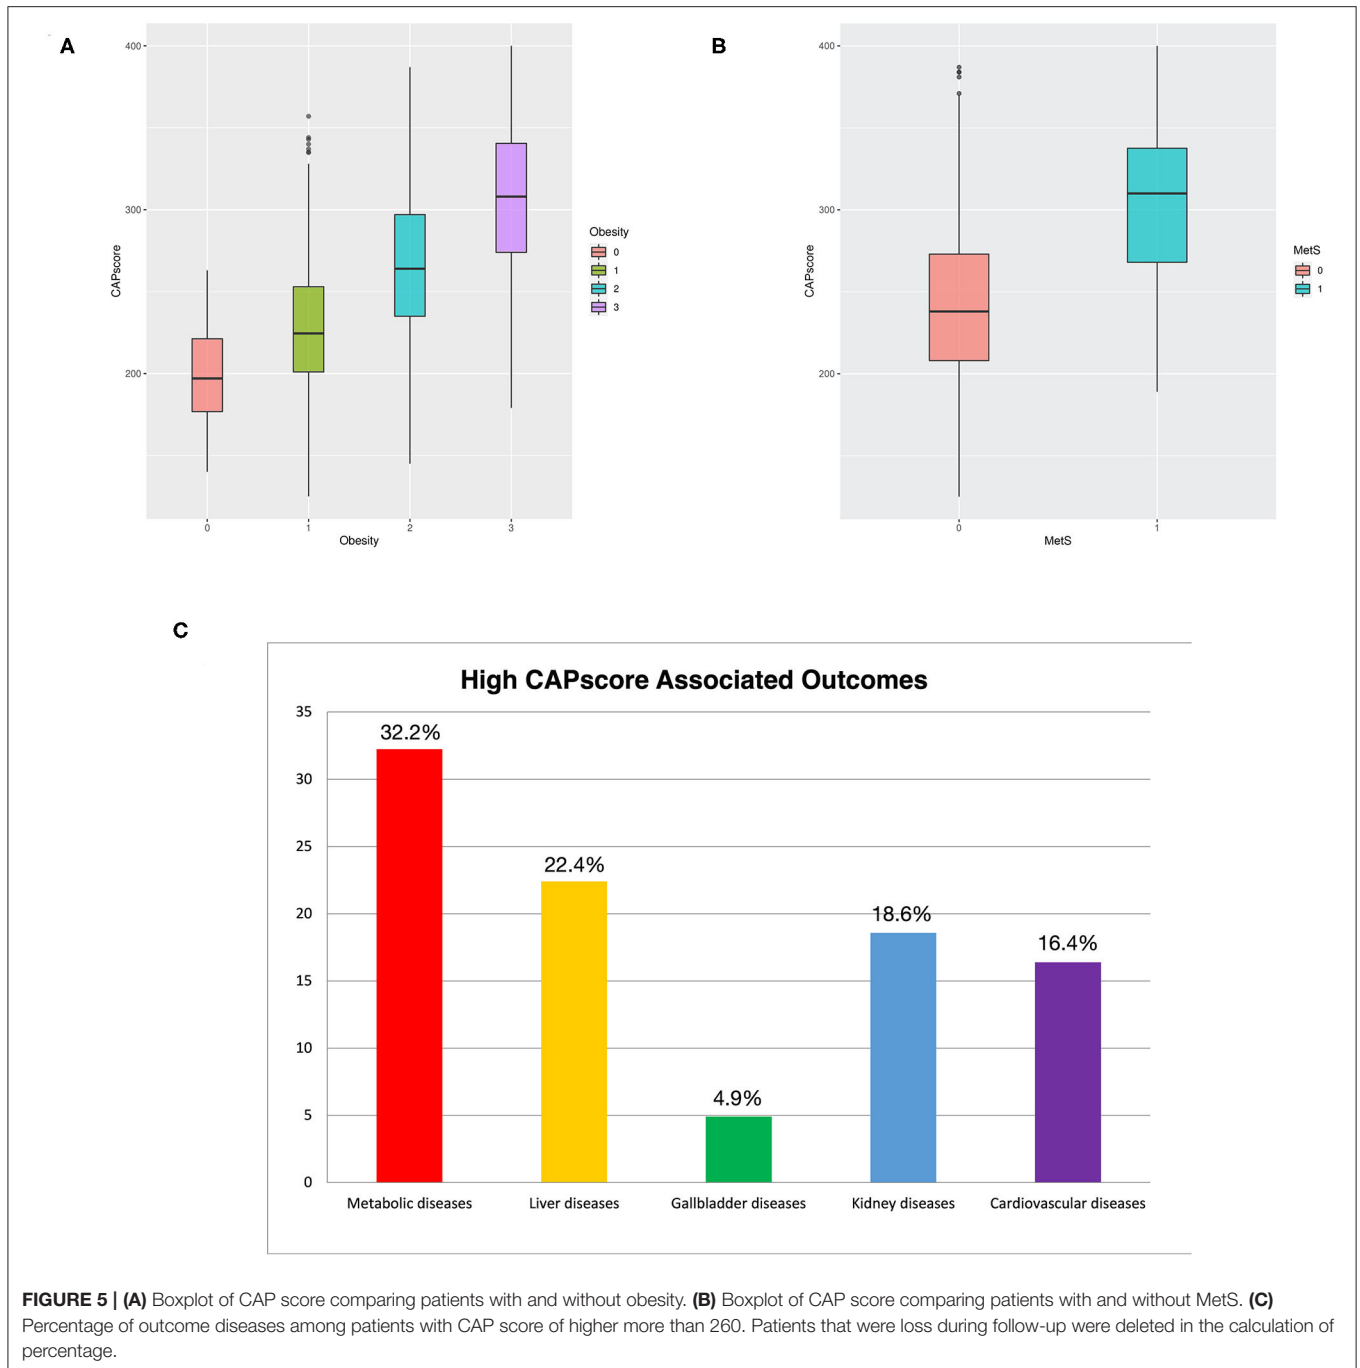 A
400
300
200
CAPscore
0 1 2 3
Obesity
Obesity
0
1
2
3
B
400
300
200
CAPscore
0 1
MetS
MetS
0
1
C
High CAPscore Associated Outcomes
35
30
25
20
15
10
5
0
32.2%
22.4%
4.9%
18.6%
16.4%
Metabolic diseases Liver diseases Gallbladder diseases Kidney diseases Cardiovascular diseases
FIGURE 5 | (A) Boxplot of CAP score comparing patients with and without obesity. (B) Boxplot of CAP score comparing patients with and without MetS. (C)
Percentage of outcome diseases among patients with CAP score of higher more than 260. Patients that were loss during follow-up were deleted in the calculation of
percentage.